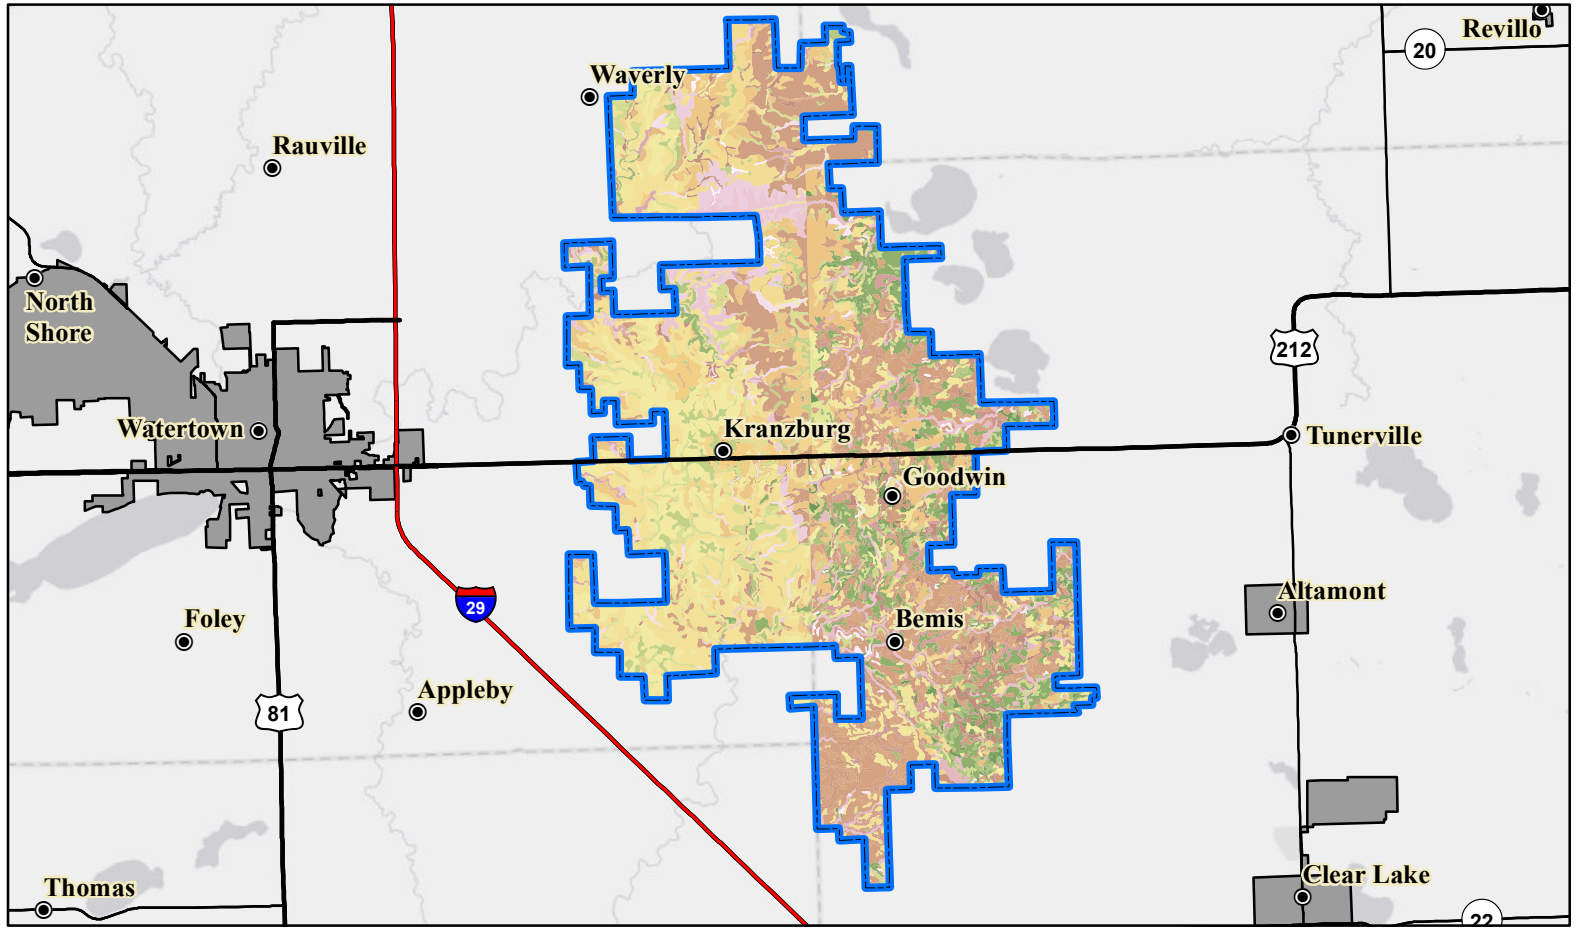 Revillo
20
Waverly
Rauville
North
Shore
212
Watertown
Kranzburg
Tunerville
Goodwin
29
Altamont
Foley
Bemis
Appleby
81
Thomas
Clear Lake
22